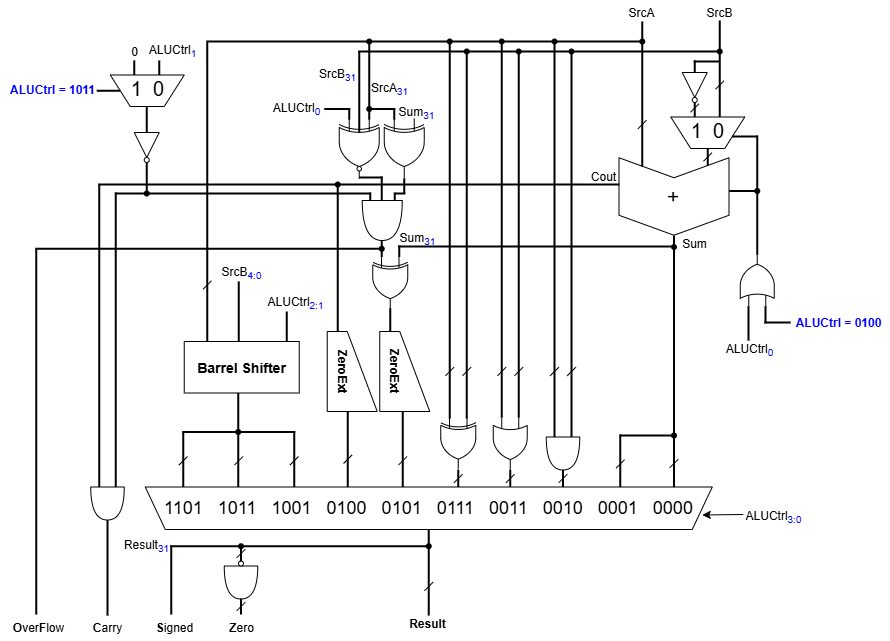 SrcA
SrcB
0
ALUCtrl1
ALUCtrl = 1011
1 0
SrcB31
SrcA31
ALUCtrl0
Sum31
1 0
Cout
+
Sum31
Sum
SrcB4:0
ALUCtrl2:1
ALUCtrl = 0100
ALUCtrl0
Barrel Shifter
ZeroExt
ZeroExt
1101
1011
1001
0100
0101
0111
0011
0010
0001
0000
ALUCtrl3:0
Result31
OverFlow
Carry
Signed
Zero
Result